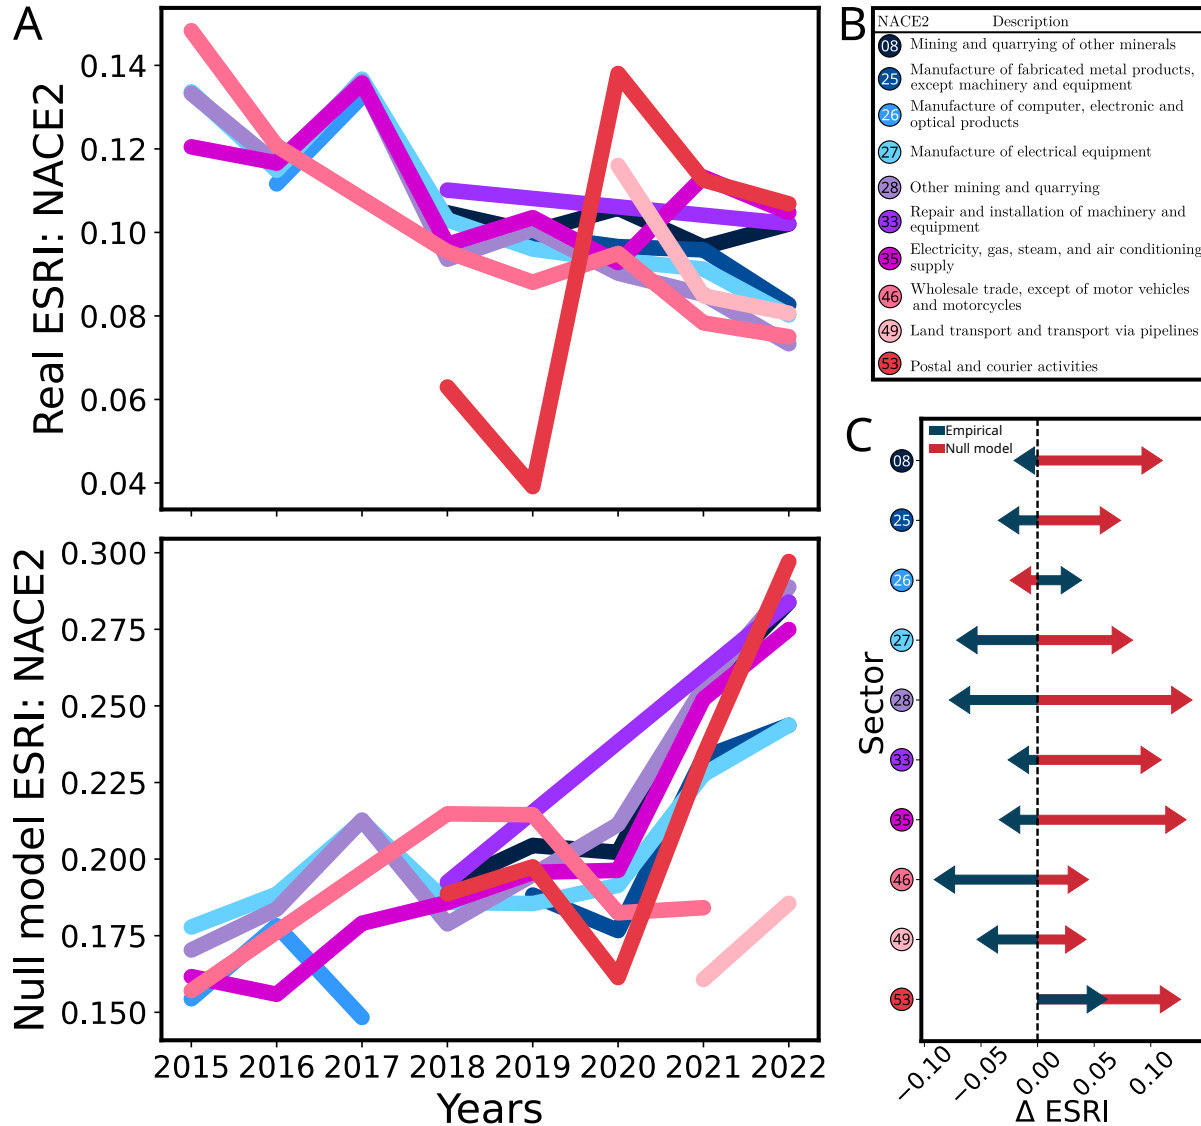 A
Real ESRI: NACE2
0.14
0.12
0.10
0.08
0.06
0.04
Null model ESRI: NACE2
0.300
0.275
0.250
0.225
0.200
0.175
0.150
2015 2016 2017 2018 2019 2020 2021 2022
Years
B
NACE2 Description
08 Mining and quarrying of other minerals
25 Manufacture of fabricated metal products,
except machinery and equipment
26 Manufacture of computer, electronic and
optical products
27 Manufacture of electrical equipment
28 Other mining and quarrying
33 Repair and installation of machinery and
equipment
35 Electricity, gas, steam, and air conditioning
supply
46 Wholesale trade, except of motor vehicles
and motorcycles
49 Land transport and transport via pipelines
53 Postal and courier activities
C
Empirical
Null model
Sector
08
25
26
27
28
33
35
46
49
53
−0.10 −0.05 0.00 0.05 0.10
Δ ESRI